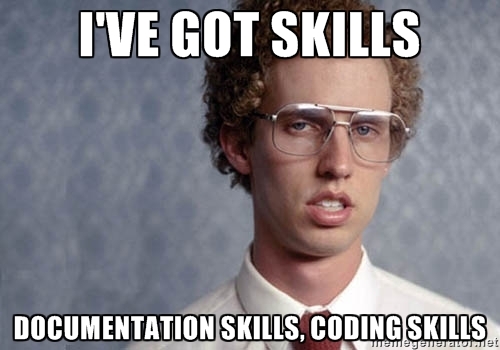 I'VE GOT SKILLS
DOCUMENTATION SKILLS, CODING SKILLS
memegenerator.net